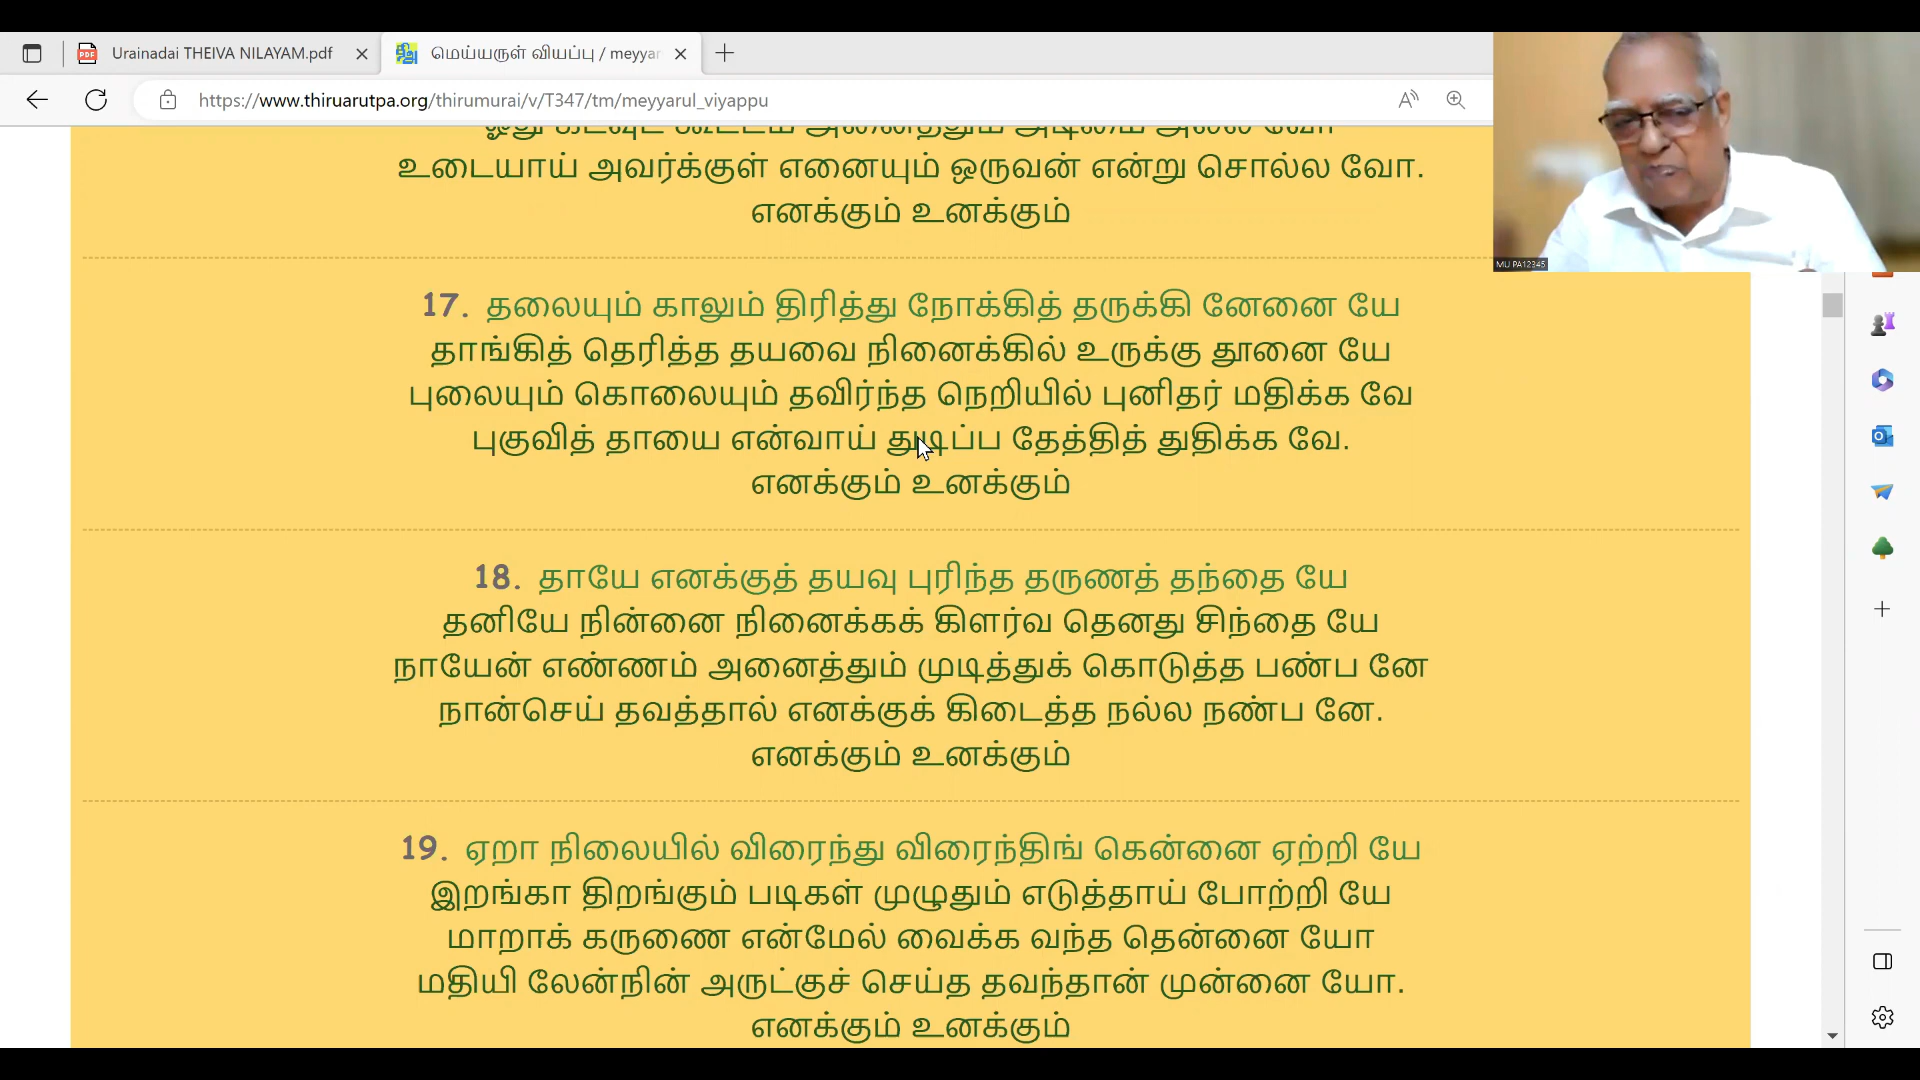 Urainadai THEIVA NILAYAM.pdf
மெய்யருள் வியப்பு / meyyar
https://www.thiruarutpa.org/thirumurai/v/T347/tm/meyyarul_viyappu
உடையாய் அவர்க்குள் எனையும் ஒருவன் என்று சொல்ல வோ.
எனக்கும் உனக்கும்
MU PA12345
17. தலையும் காலும் திரித்து நோக்கித் தருக்கி னேனை யே
தாங்கித் தெரித்த தயவை நினைக்கில் உருக்கு தூனை யே
புலையும் கொலையும் தவிர்ந்த நெறியில் புனிதர் மதிக்க வே
புகுவித் தாயை என்வாய் துடிப்ப தேத்தித் துதிக்க வே.
எனக்கும் உனக்கும்
18. தாயே எனக்குத் தயவு புரிந்த தருணத் தந்தை யே
தனியே நின்னை நினைக்கக் கிளர்வ தெனது சிந்தை யே
நாயேன் எண்ணம் அனைத்தும் முடித்துக் கொடுத்த பண்ப னே
நான்செய் தவத்தால் எனக்குக் கிடைத்த நல்ல நண்ப னே.
எனக்கும் உனக்கும்
19. ஏறா நிலையில் விரைந்து விரைந்திங் கென்னை ஏற்றி யே
இறங்கா திறங்கும் படிகள் முழுதும் எடுத்தாய் போற்றி யே
மாறாக் கருணை என்மேல் வைக்க வந்த தென்னை யோ
மதியி லேன்நின் அருட்குச் செய்த தவந்தான் முன்னை யோ.
எனக்கும் உனக்கும்